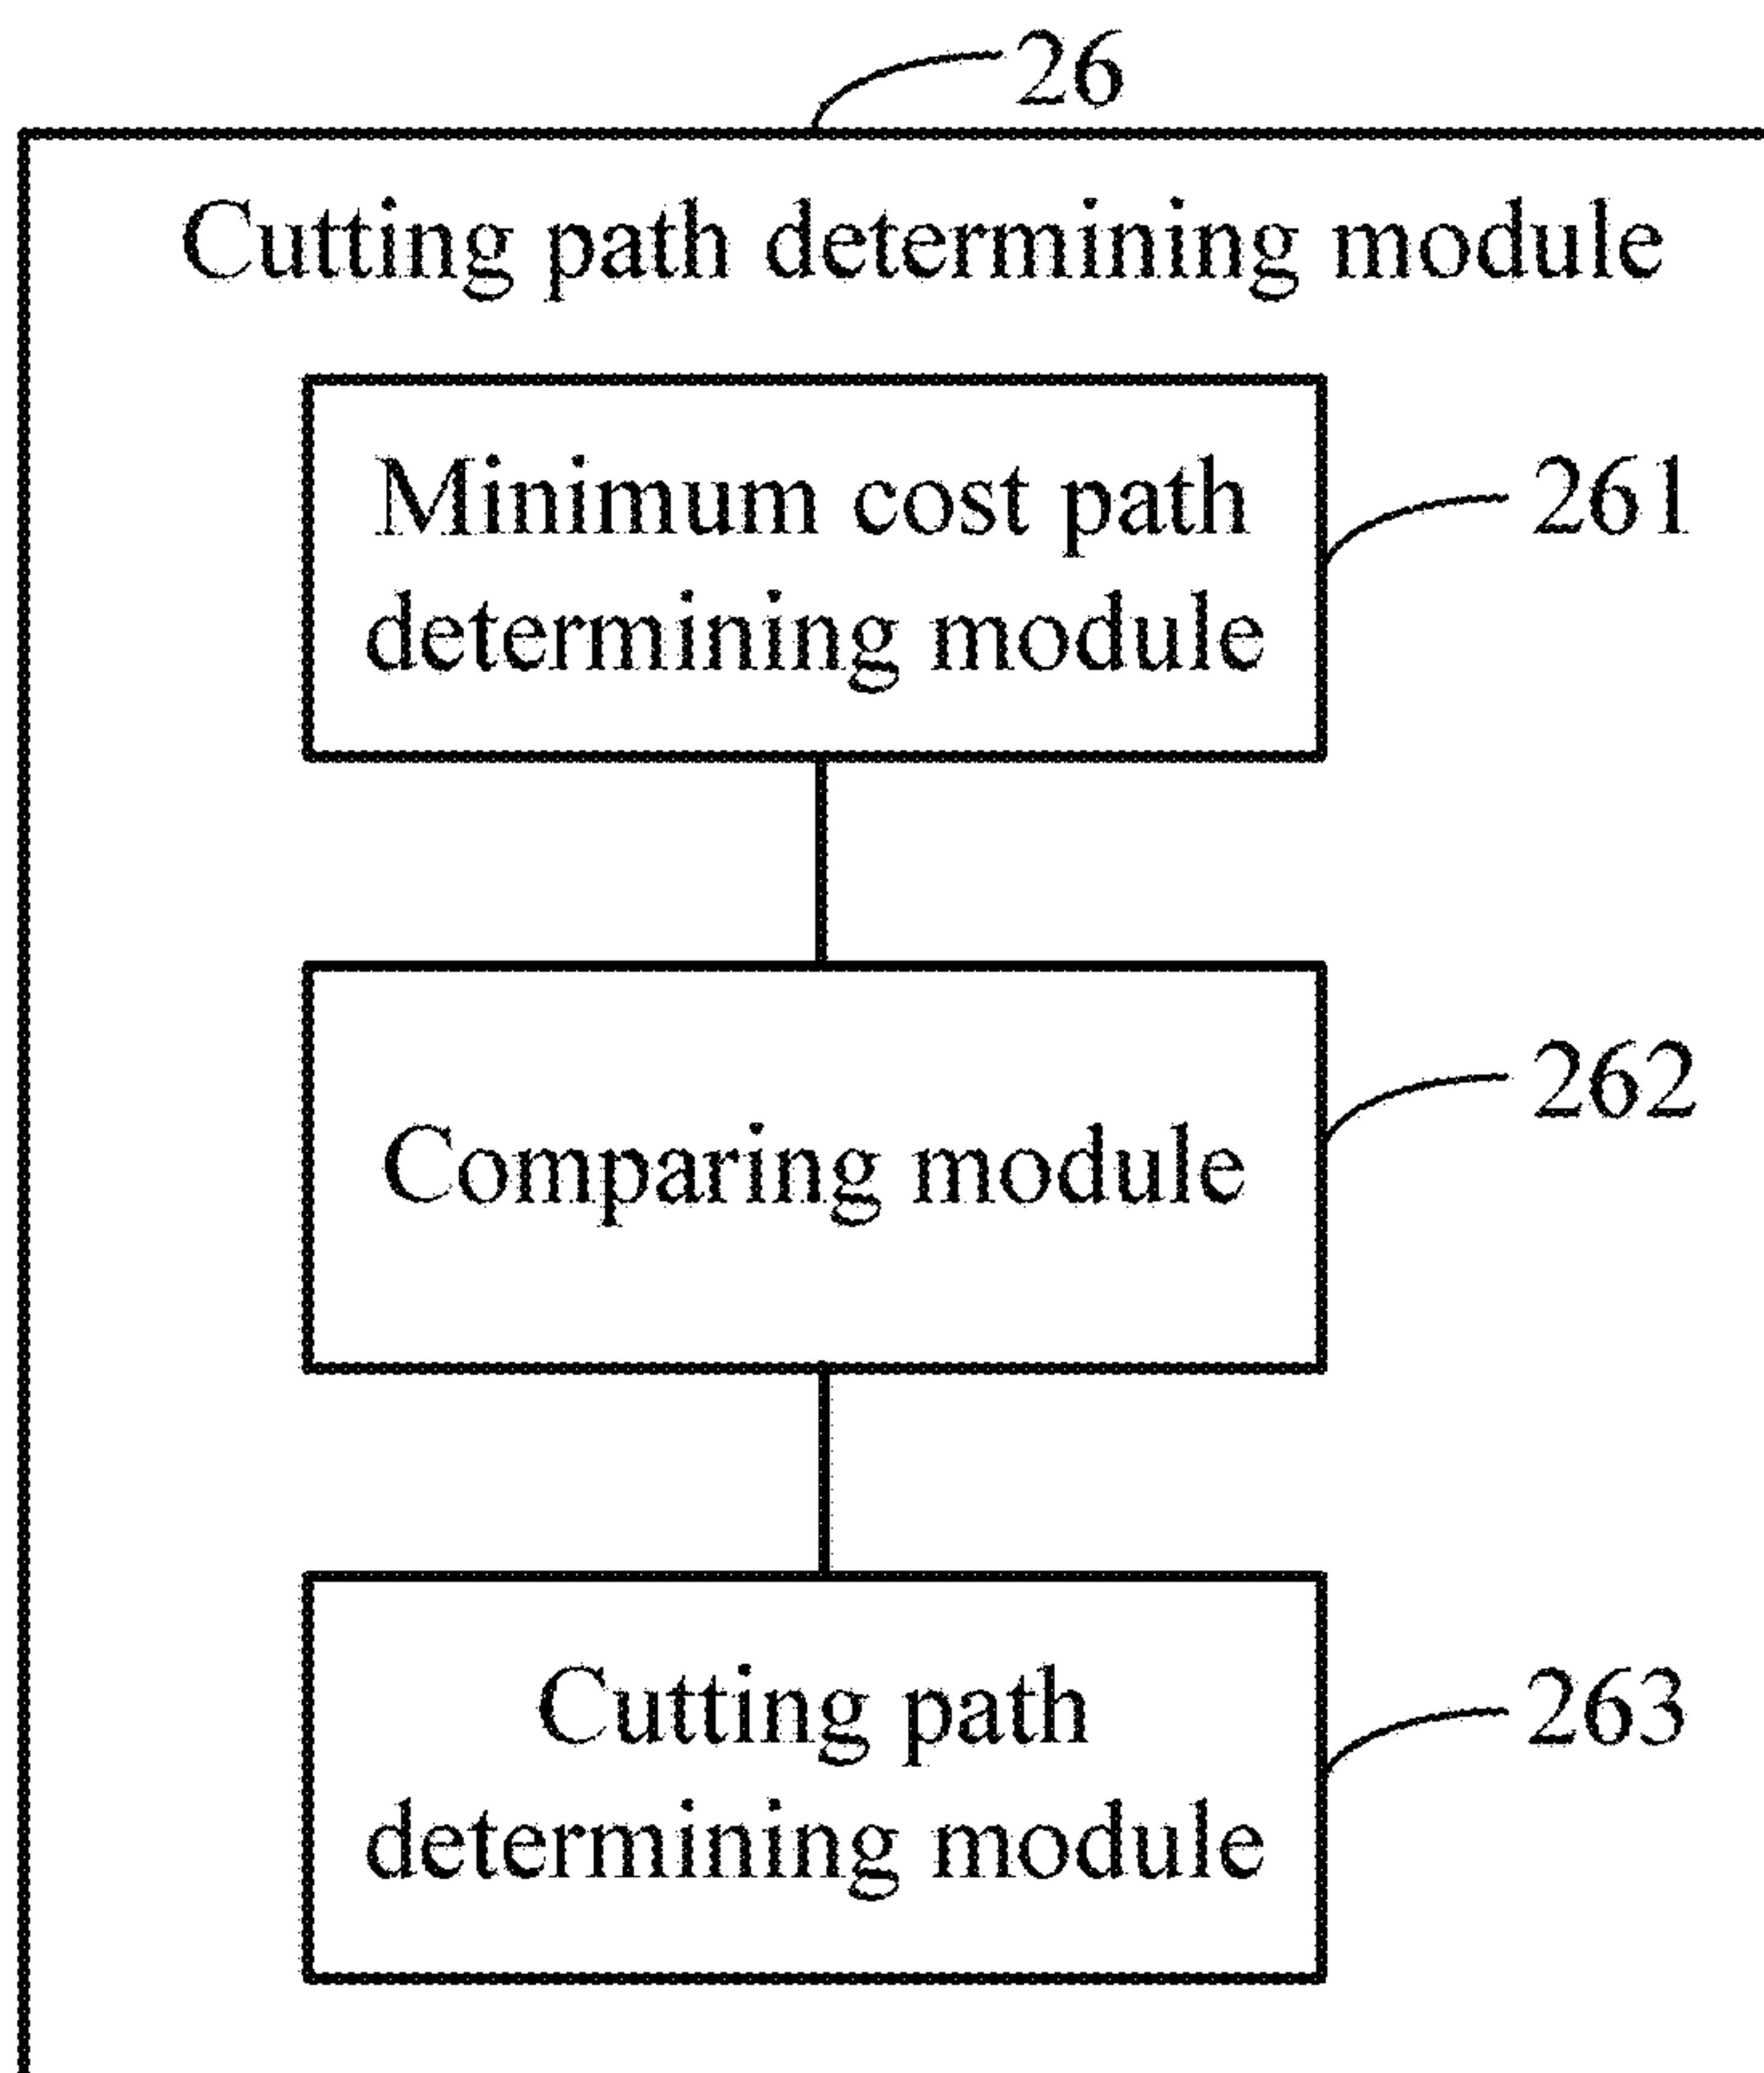 26
Cutting path determining module
Minimum cost path
determining module
261
Comparing module
262
Cutting path
determining module
263